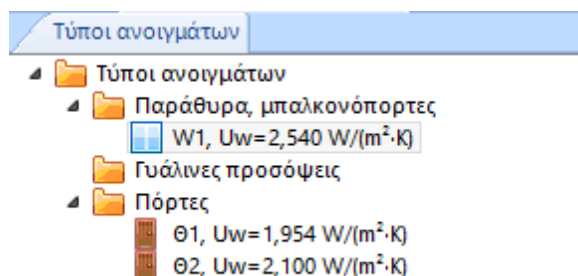 Τύποι ανοιγμάτων
Τύποι ανοιγμάτων
Παράθυρα, μπαλκονόπορτες
W1, Uw=2,540 W/(m²·K)
Γυάλινες προσόψεις
Πόρτες
Θ1, Uw=1,954 W/(m²·K)
Θ2, Uw=2,100 W/(m²·K)